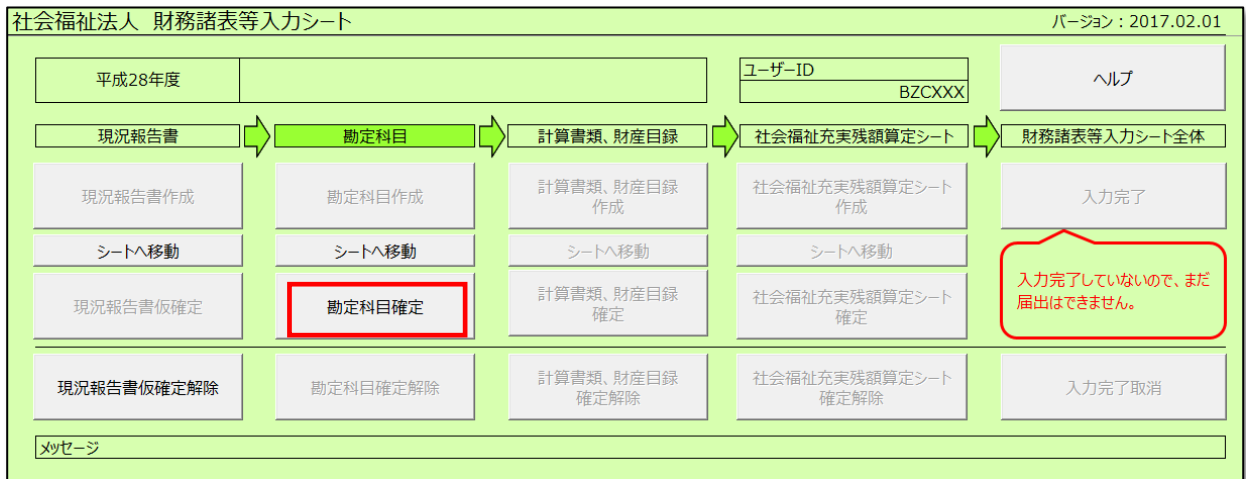 社会福祉法人 財務諸表等入力シート
バージョン：2017.02.01
平成28年度
ユーザーID
BZCXXX
ヘルプ
現況報告書
勘定科目
計算書類、財産目録
社会福祉充実残額算定シート
財務諸表等入力シート全体
現況報告書作成
勘定科目作成
計算書類、財産目録
作成
社会福祉充実残額算定シート
作成
入力完了
シートへ移動
シートへ移動
シートへ移動
シートへ移動
現況報告書仮確定
勘定科目確定
計算書類、財産目録
確定
社会福祉充実残額算定シート
確定
入力完了していないので、まだ
届出はできません。
現況報告書仮確定解除
勘定科目確定解除
計算書類、財産目録
確定解除
社会福祉充実残額算定シート
確定解除
入力完了取消
メッセージ